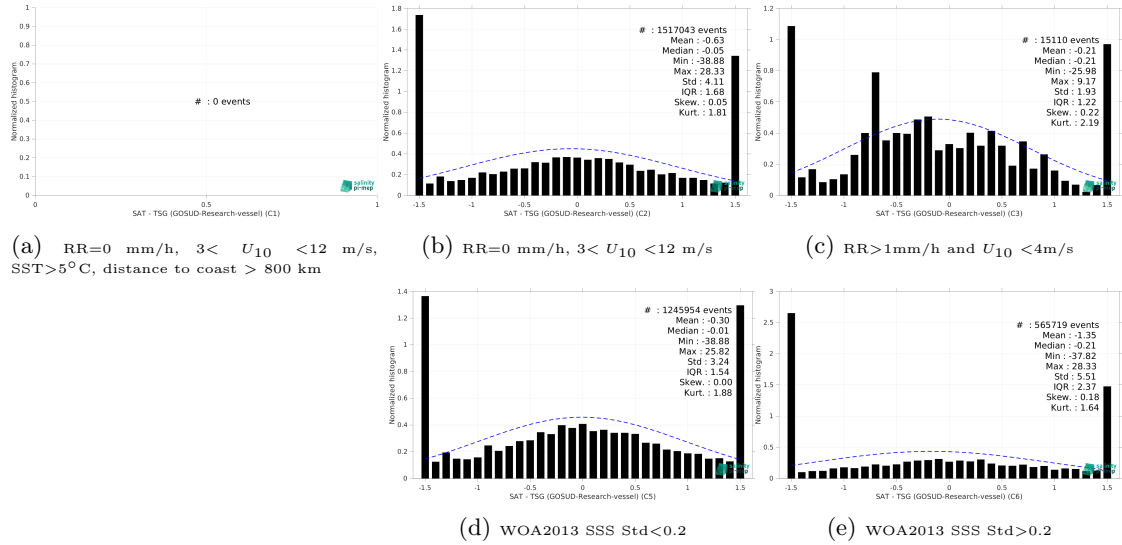 1
0.9
0.8
0.7
0.6
0.5
0.4
0.3
0.2
0.1
0
Normalized histogram
# : 0 events
salinity
pi-mep
0 0.5 1
SAT - TSG (GOSUD-Research-vessel) (C1)
(a) RR=0 mm/h, 3< U10 <12 m/s,
SST>5°C, distance to coast > 800 km
1.8
1.6
1.4
1.2
1
0.8
0.6
0.4
0.2
0
Normalized histogram
# : 1517043 events
Mean : -0.63
Median : -0.05
Min : -38.88
Max : 28.33
Std : 4.11
IQR : 1.68
Skew. : 0.05
Kurt. : 1.81
salinity
pi-mep
-1.5 -1 -0.5 0 0.5 1 1.5
SAT - TSG (GOSUD-Research-vessel) (C2)
(b) RR=0 mm/h, 3< U10 <12 m/s
1.2
1
0.8
0.6
0.4
0.2
0
Normalized histogram
# : 15110 events
Mean : -0.21
Median : -0.21
Min : -25.98
Max : 9.17
Std : 1.93
IQR : 1.22
Skew. : 0.22
Kurt. : 2.19
salinity
pi-mep
-1.5 -1 -0.5 0 0.5 1 1.5
SAT - TSG (GOSUD-Research-vessel) (C3)
(c) RR>1mm/h and U10 <4m/s
1.4
1.2
1
0.8
0.6
0.4
0.2
0
Normalized histogram
# : 1245954 events
Mean : -0.30
Median : -0.01
Min : -38.88
Max : 25.82
Std : 3.24
IQR : 1.54
Skew. : 0.00
Kurt. : 1.88
salinity
pi-mep
-1.5 -1 -0.5 0 0.5 1 1.5
SAT - TSG (GOSUD-Research-vessel) (C5)
(d) WOA2013 SSS Std<0.2
3
2.5
2
1.5
1
0.5
0
Normalized histogram
# : 565719 events
Mean : -1.35
Median : -0.21
Min : -37.82
Max : 28.33
Std : 5.51
IQR : 2.37
Skew. : 0.18
Kurt. : 1.64
salinity
pi-mep
-1.5 -1 -0.5 0 0.5 1 1.5
SAT - TSG (GOSUD-Research-vessel) (C6)
(e) WOA2013 SSS Std>0.2